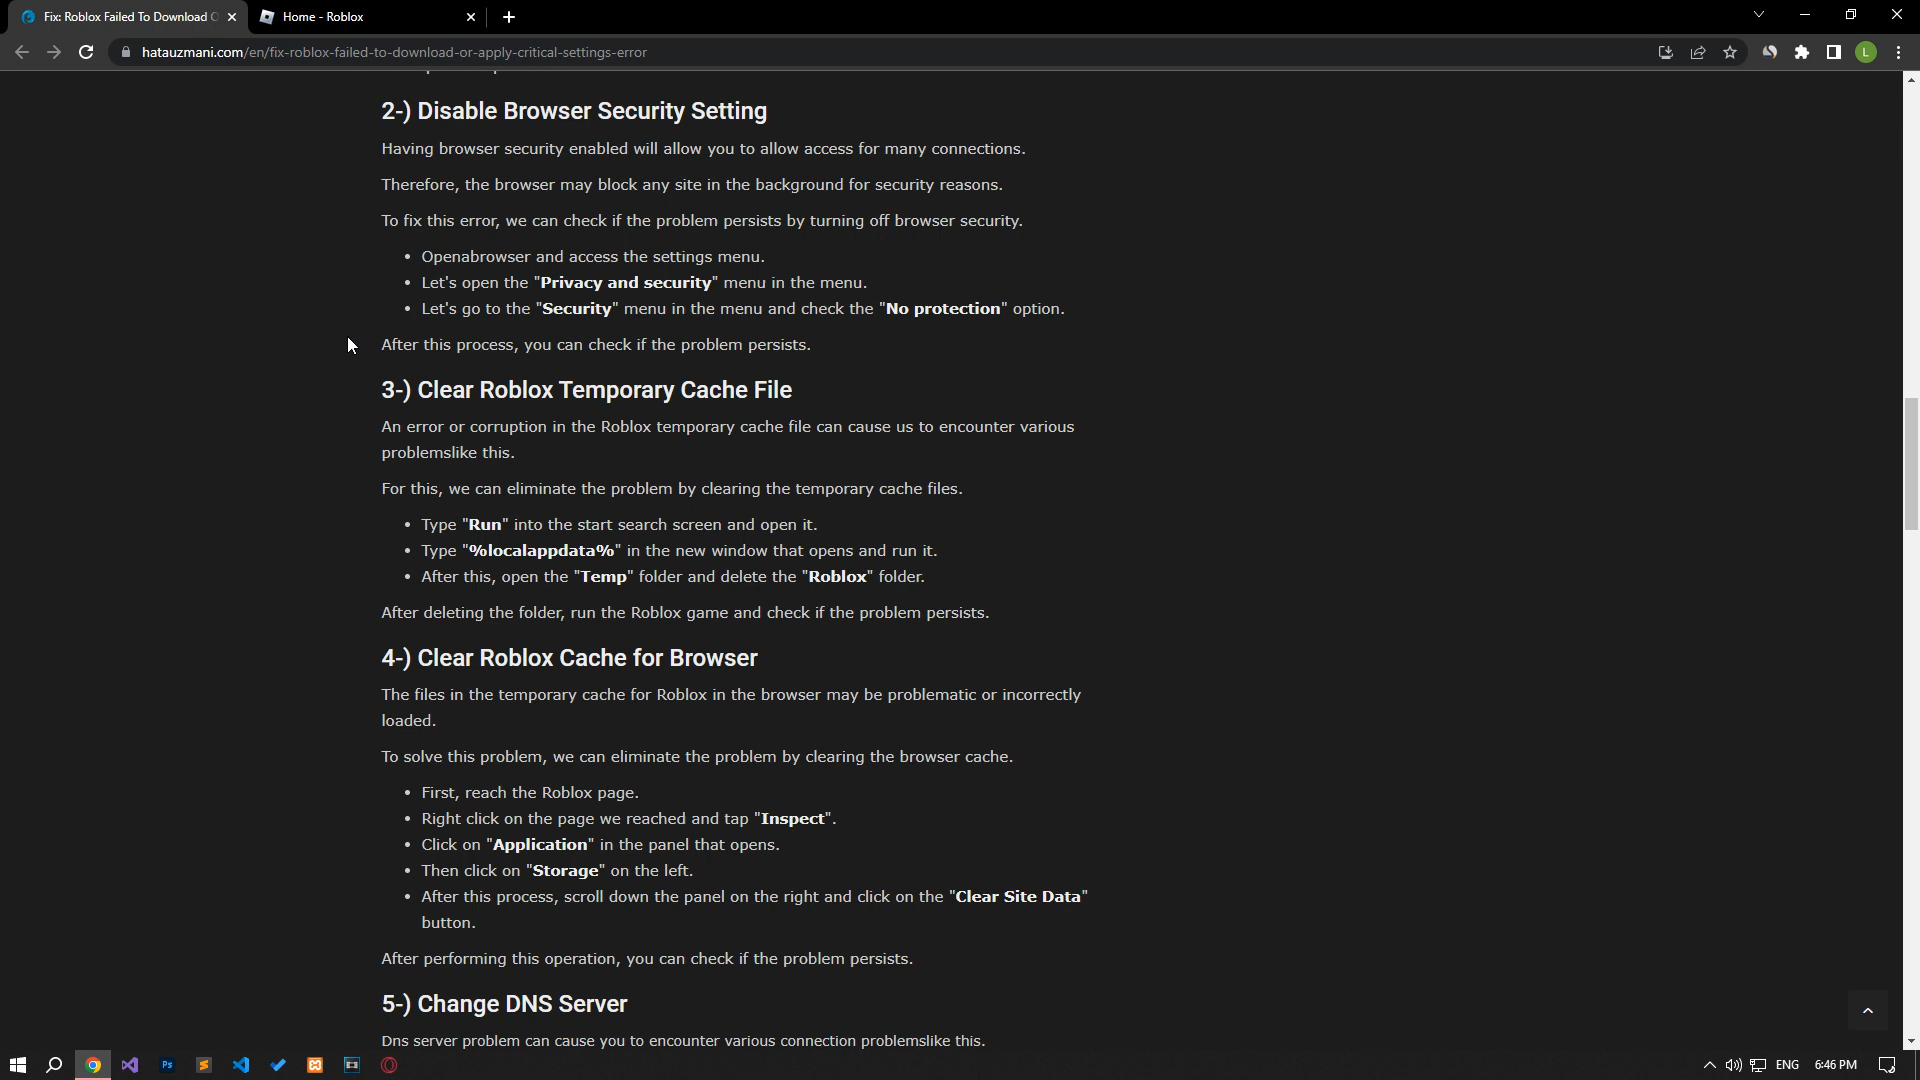 Fix: Roblox Failed To Download O
Home - Roblox
hatauzmani.com/en/fix-roblox-failed-to-download-or-apply-critical-settings-error
L
2-) Disable Browser Security Setting
Having browser security enabled will allow you to allow access for many connections.
Therefore, the browser may block any site in the background for security reasons.
To fix this error, we can check if the problem persists by turning off browser security.
• Openabrowser and access the settings menu.
• Let's open the "Privacy and security" menu in the menu.
• Let's go to the "Security" menu in the menu and check the "No protection" option.
After this process, you can check if the problem persists.
3-) Clear Roblox Temporary Cache File
An error or corruption in the Roblox temporary cache file can cause us to encounter various
problemslike this.
For this, we can eliminate the problem by clearing the temporary cache files.
• Type "Run" into the start search screen and open it.
• Type "%localappdata%" in the new window that opens and run it.
• After this, open the "Temp" folder and delete the "Roblox" folder.
After deleting the folder, run the Roblox game and check if the problem persists.
4-) Clear Roblox Cache for Browser
The files in the temporary cache for Roblox in the browser may be problematic or incorrectly
loaded.
To solve this problem, we can eliminate the problem by clearing the browser cache.
• First, reach the Roblox page.
• Right click on the page we reached and tap "Inspect".
• Click on "Application" in the panel that opens.
• Then click on "Storage" on the left.
• After this process, scroll down the panel on the right and click on the "Clear Site Data"
button.
After performing this operation, you can check if the problem persists.
5-) Change DNS Server
Dns server problem can cause you to encounter various connection problemslike this.
Ps
ENG
6:46 PM